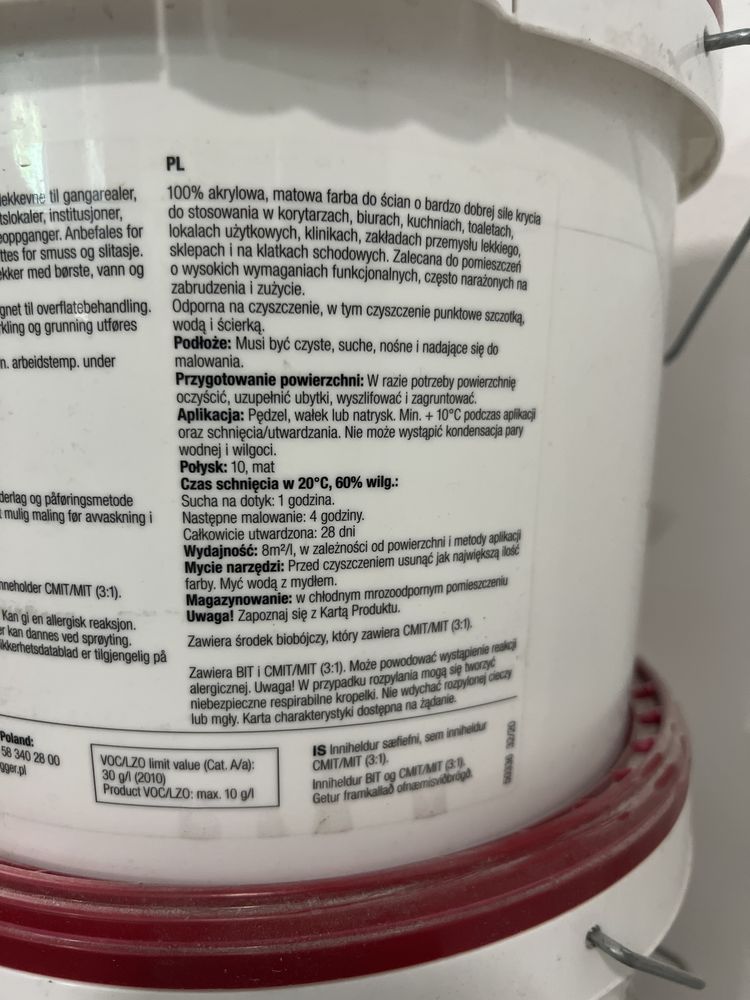 lekkevne til gangarealer,
tslokaler, institusjoner,
eoppganger. Anbefales for
ttes for smuss og slitasje.
ekker med børste, vann og
gnet til overflatebehandling.
kling og grunning utføres
n. arbeidstemp. under
derlag og påføringsmetode
t mulig maling før avvaskning i
nneholder CMIT/MIT (3:1).
Kan gi en allergisk reaksjon.
er kan dannes ved sprøyting.
ikkerhetsdatablad er tilgjengelig på
Poland:
58 340 28 00
gger.pl
PL
100% akrylowa, matowa farba do ścian o bardzo dobrej sile krycia
do stosowania w korytarzach, biurach, kuchniach, toaletach,
lokalach użytkowych, klinikach, zakładach przemysłu lekkiego,
sklepach i na klatkach schodowych. Zalecana do pomieszczeń
o wysokich wymaganiach funkcjonalnych, często narażonych na
zabrudzenia i zużycie.
Odporna na czyszczenie, w tym czyszczenie punktowe szczotką,
wodą i ścierką.
Podłoże: Musi być czyste, suche, nośne i nadające się do
malowania.
Przygotowanie powierzchni: W razie potrzeby powierzchnię
oczyścić, uzupełnić ubytki, wyszlifować i zagruntować.
Aplikacja: Pędzel, wałek lub natrysk. Min. + 10°C podczas aplikacji
oraz schnięcia/utwardzania. Nie może wystąpić kondensacja pary
wodnej i wilgoci.
Połysk: 10, mat
Czas schnięcia w 20°C, 60% wilg.:
Sucha na dotyk: 1 godzina.
Następne malowanie: 4 godziny.
Całkowicie utwardzona: 28 dni
Wydajność: 8m²/l, w zależności od powierzchni i metody aplikacji
Mycie narzędzi: Przed czyszczeniem usunąć jak największą ilość
farby. Myć wodą z mydłem.
Magazynowanie: w chłodnym mrozoodpornym pomieszczeniu
Uwaga! Zapoznaj się z Kartą Produktu.
Zawiera środek biobójczy, który zawiera CMIT/MIT (3:1).
Zawiera BIT i CMIT/MIT (3:1). Może powodować wystąpienie reakcji
alergicznej. Uwaga! W przypadku rozpylania mogą się tworzyć
niebezpieczne respirabilne kropelki. Nie wdychać rozpylonej cieczy
lub mgły. Karta charakterystyki dostępna na żądanie.
VOC/LZO limit value (Cat. A/a):
30 g/l (2010)
Product VOC/LZO: max. 10 g/l
IS Inniheldur sæfiefni, sem inniheldur
CMIT/MIT (3:1).
Inniheldur BIT og CMIT/MIT (3:1).
Getur framkallað ofnæmisviðbrögð.